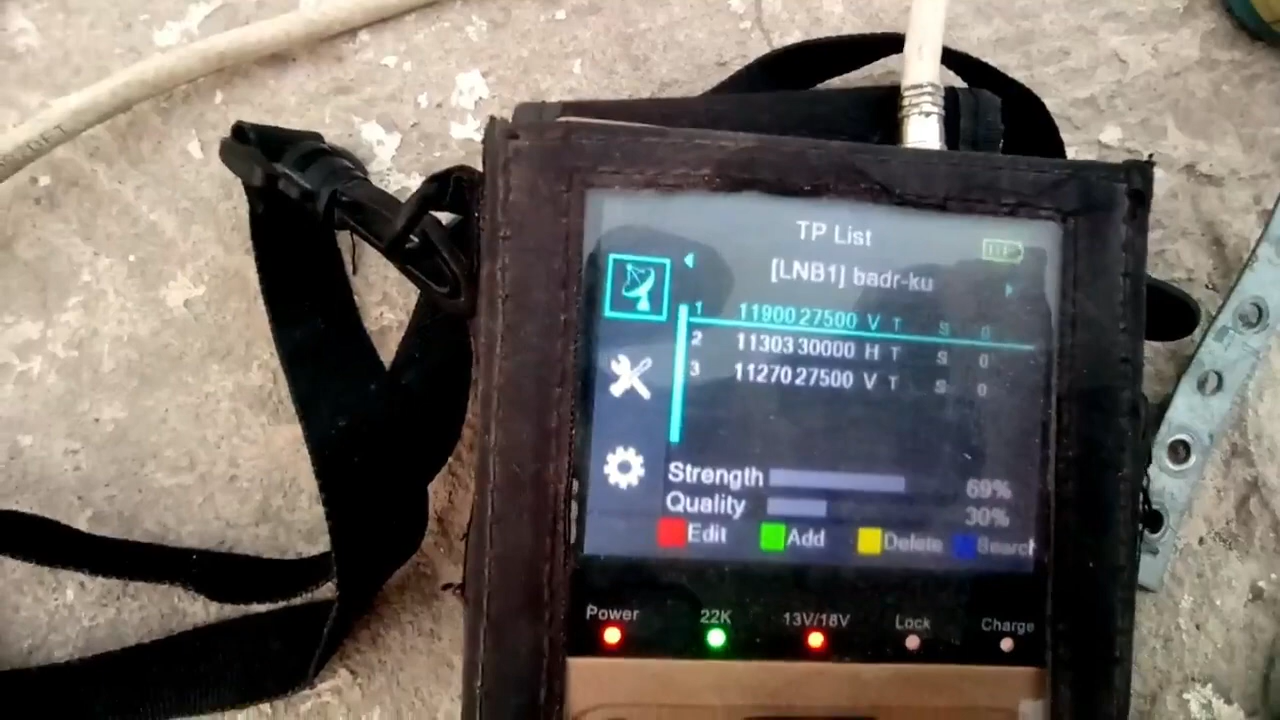 TP List
[LNB1] badr-ku
1 11900 27500 V T S 0
2 11303 30000 H T S 0
3 11270 27500 V T S 0
Strength 69%
Quality 30%
Edit Add Delete Search
Power 22K 13V/18V Lock Charge